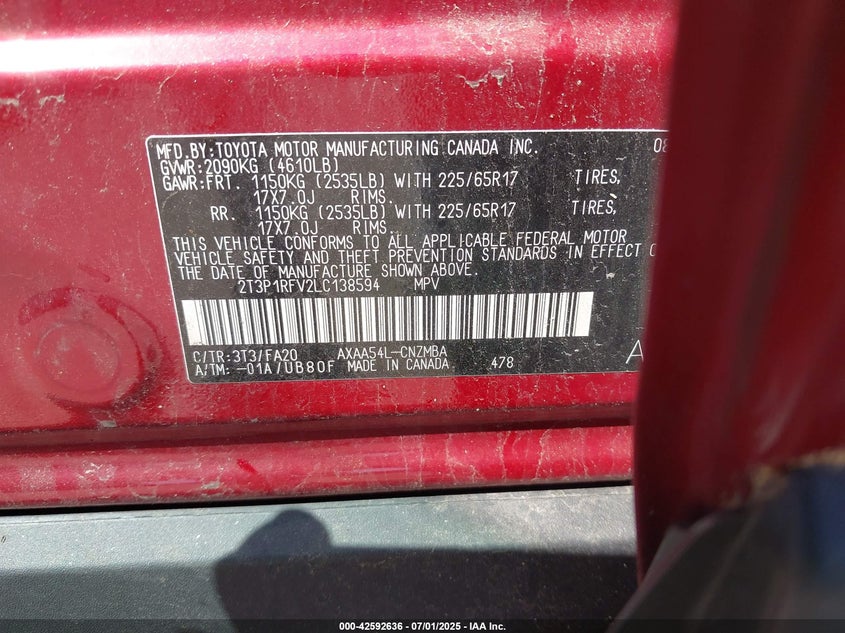 MFD.BY:TOYOTA MOTOR MANUFACTURING CANADA INC. 08
GVWR:2090KG (4610LB)
GAWR:FRT. 1150KG (2535LB) WITH 225/65R17 TIRES,
17X7.0J RIMS.
RR. 1150KG (2535LB) WITH 225/65R17 TIRES,
17X7.0J RIMS.
THIS VEHICLE CONFORMS TO ALL APPLICABLE FEDERAL MOTOR
VEHICLE SAFETY AND THEFT PREVENTION STANDARDS IN EFFECT O
THE DATE OF MANUFACTURE SHOWN ABOVE.
2T3P1RFV2LC138594 MPV
C/TR:3T3/FA20 AXAA54L-CNZMBA
A/TM: -01A/UB80F MADE IN CANADA 478 A
000-42592636 - 07/01/2025 - IAA Inc.